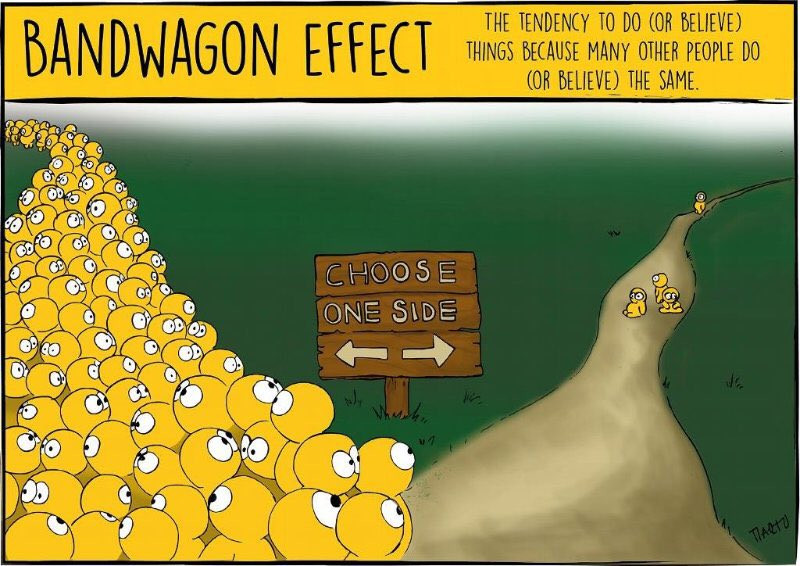 BANDWAGON EFFECT
THE TENDENCY TO DO (OR BELIEVE)
THINGS BECAUSE MANY OTHER PEOPLE DO
(OR BELIEVE) THE SAME.
CHOOSE
ONE SIDE